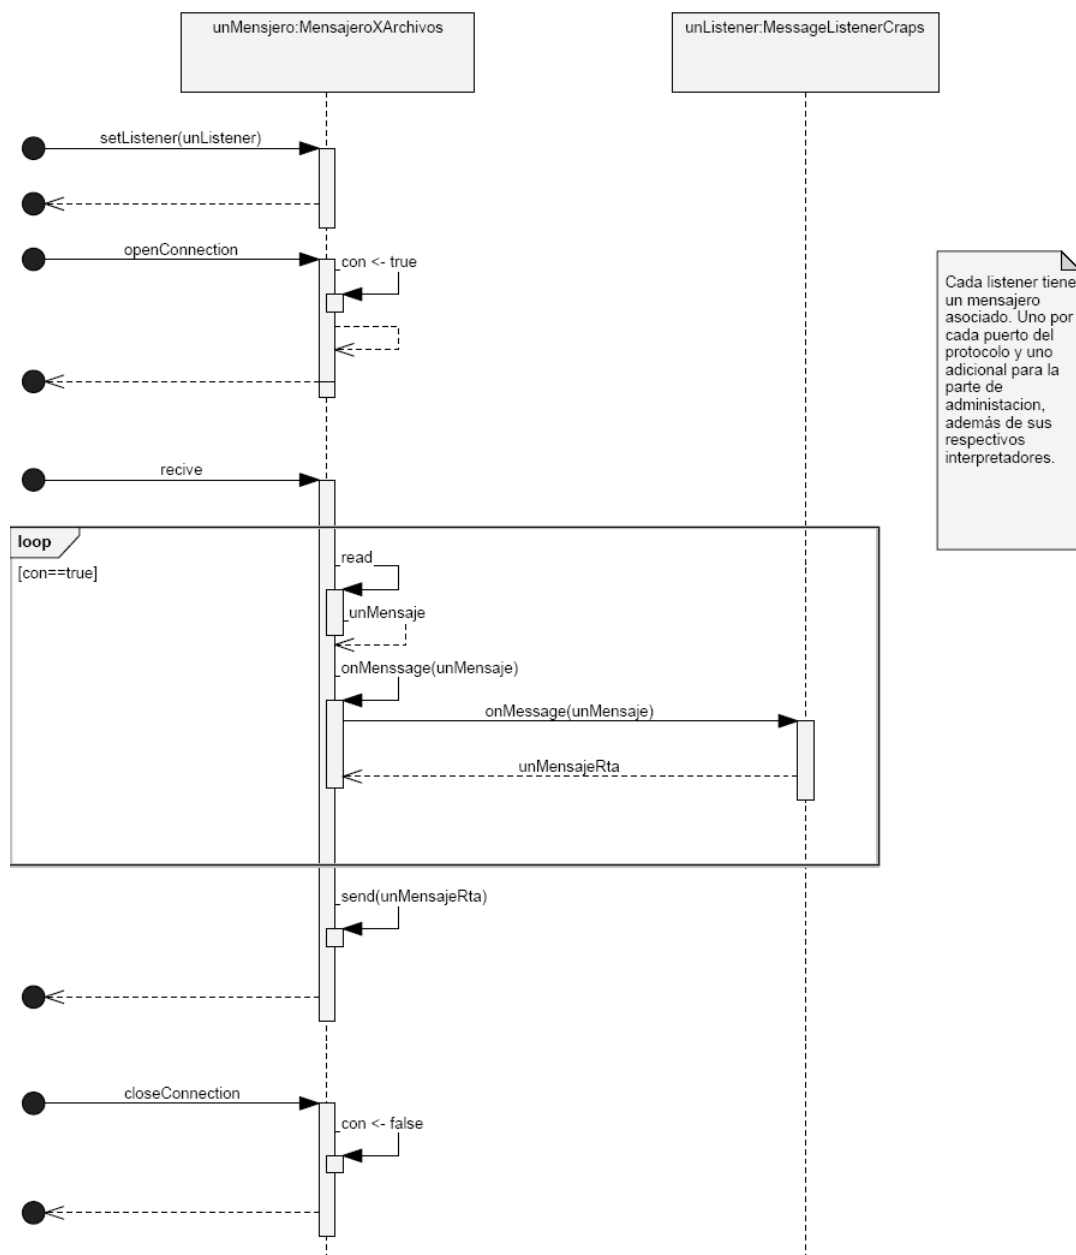 unMensjero:MensajeroXArchivos
unListener:MessageListenerCraps
setListener(unListener)
openConnection
con <- true
Cada listener tiene
un mensajero
asociado. Uno por
cada puerto del
protocolo y uno
adicional para la
parte de
administacion,
además de sus
respectivos
interpretadores.
recive
loop
[con==true]
read
unMensaje
onMenssage(unMensaje)
onMessage(unMensaje)
unMensajeRta
send(unMensajeRta)
closeConnection
con <- false